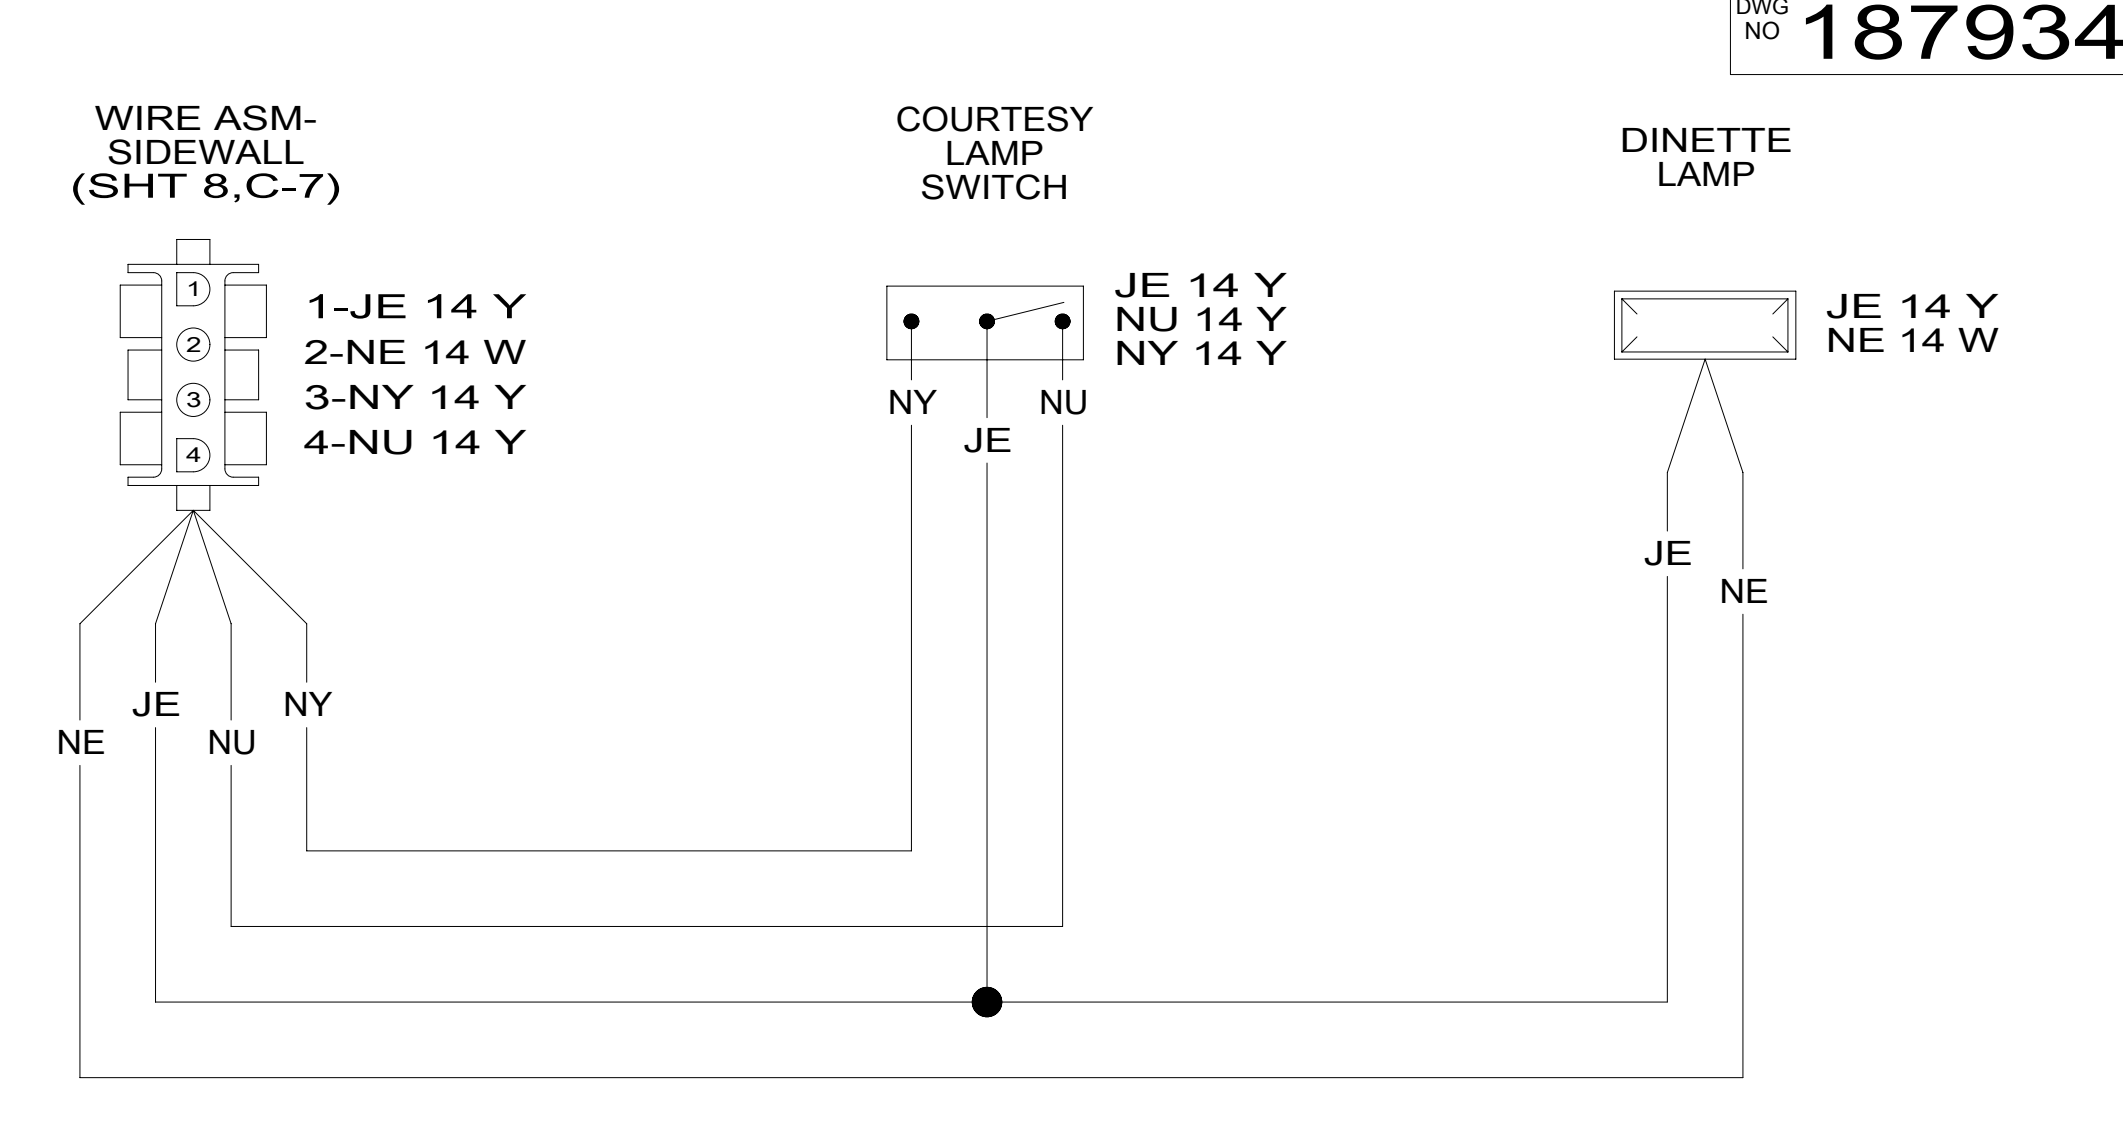 DWG
NO
187934
WIRE ASM-
SIDEWALL
(SHT 8,C-7)
COURTESY
LAMP
SWITCH
DINETTE
LAMP
1
2
3
4
1-JE 14 Y
2-NE 14 W
3-NY 14 Y
4-NU 14 Y
JE 14 Y
NU 14 Y
NY 14 Y
JE 14 Y
NE 14 W
NY
JE
NU
JE
NE
NE
JE
NU
NY